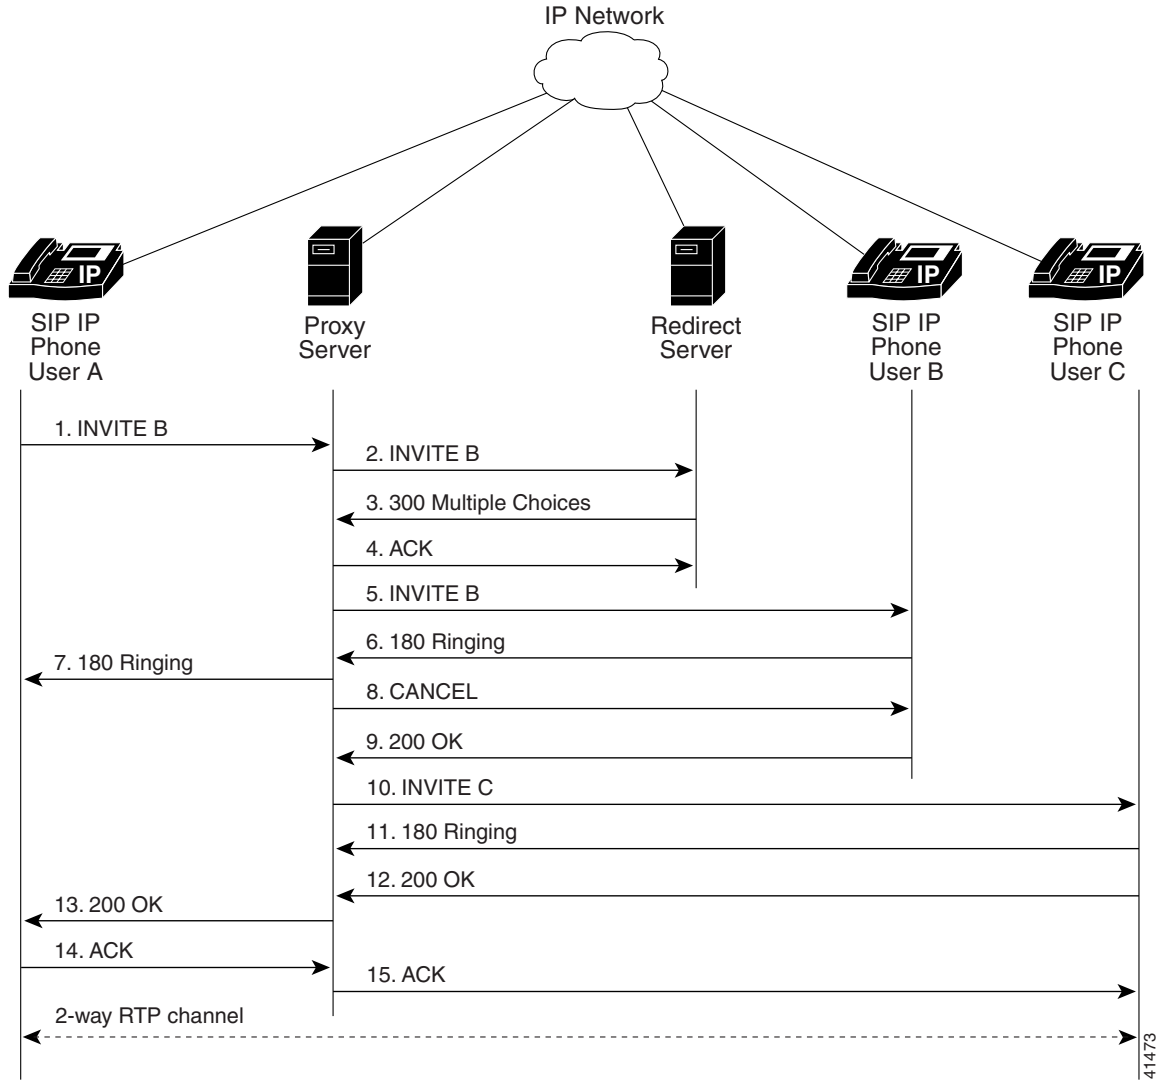 IP Network
IP
IP
IP
SIP IP
Phone
User A
Proxy
Server
Redirect
Server
SIP IP
Phone
User B
SIP IP
Phone
User C
1. INVITE B
2. INVITE B
3. 300 Multiple Choices
4. ACK
5. INVITE B
6. 180 Ringing
7. 180 Ringing
8. CANCEL
9. 200 OK
10. INVITE C
11. 180 Ringing
12. 200 OK
13. 200 OK
14. ACK
15. ACK
2-way RTP channel
41473